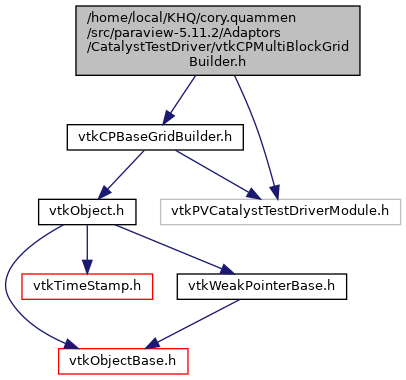 /home/local/KHQ/cory.quammen
/src/paraview-5.11.2/Adaptors
/CatalystTestDriver/vtkCPMultiBlockGrid
Builder.h
vtkCPBaseGridBuilder.h
vtkObject.h
vtkPVCatalystTestDriverModule.h
vtkTimeStamp.h
vtkWeakPointerBase.h
vtkObjectBase.h